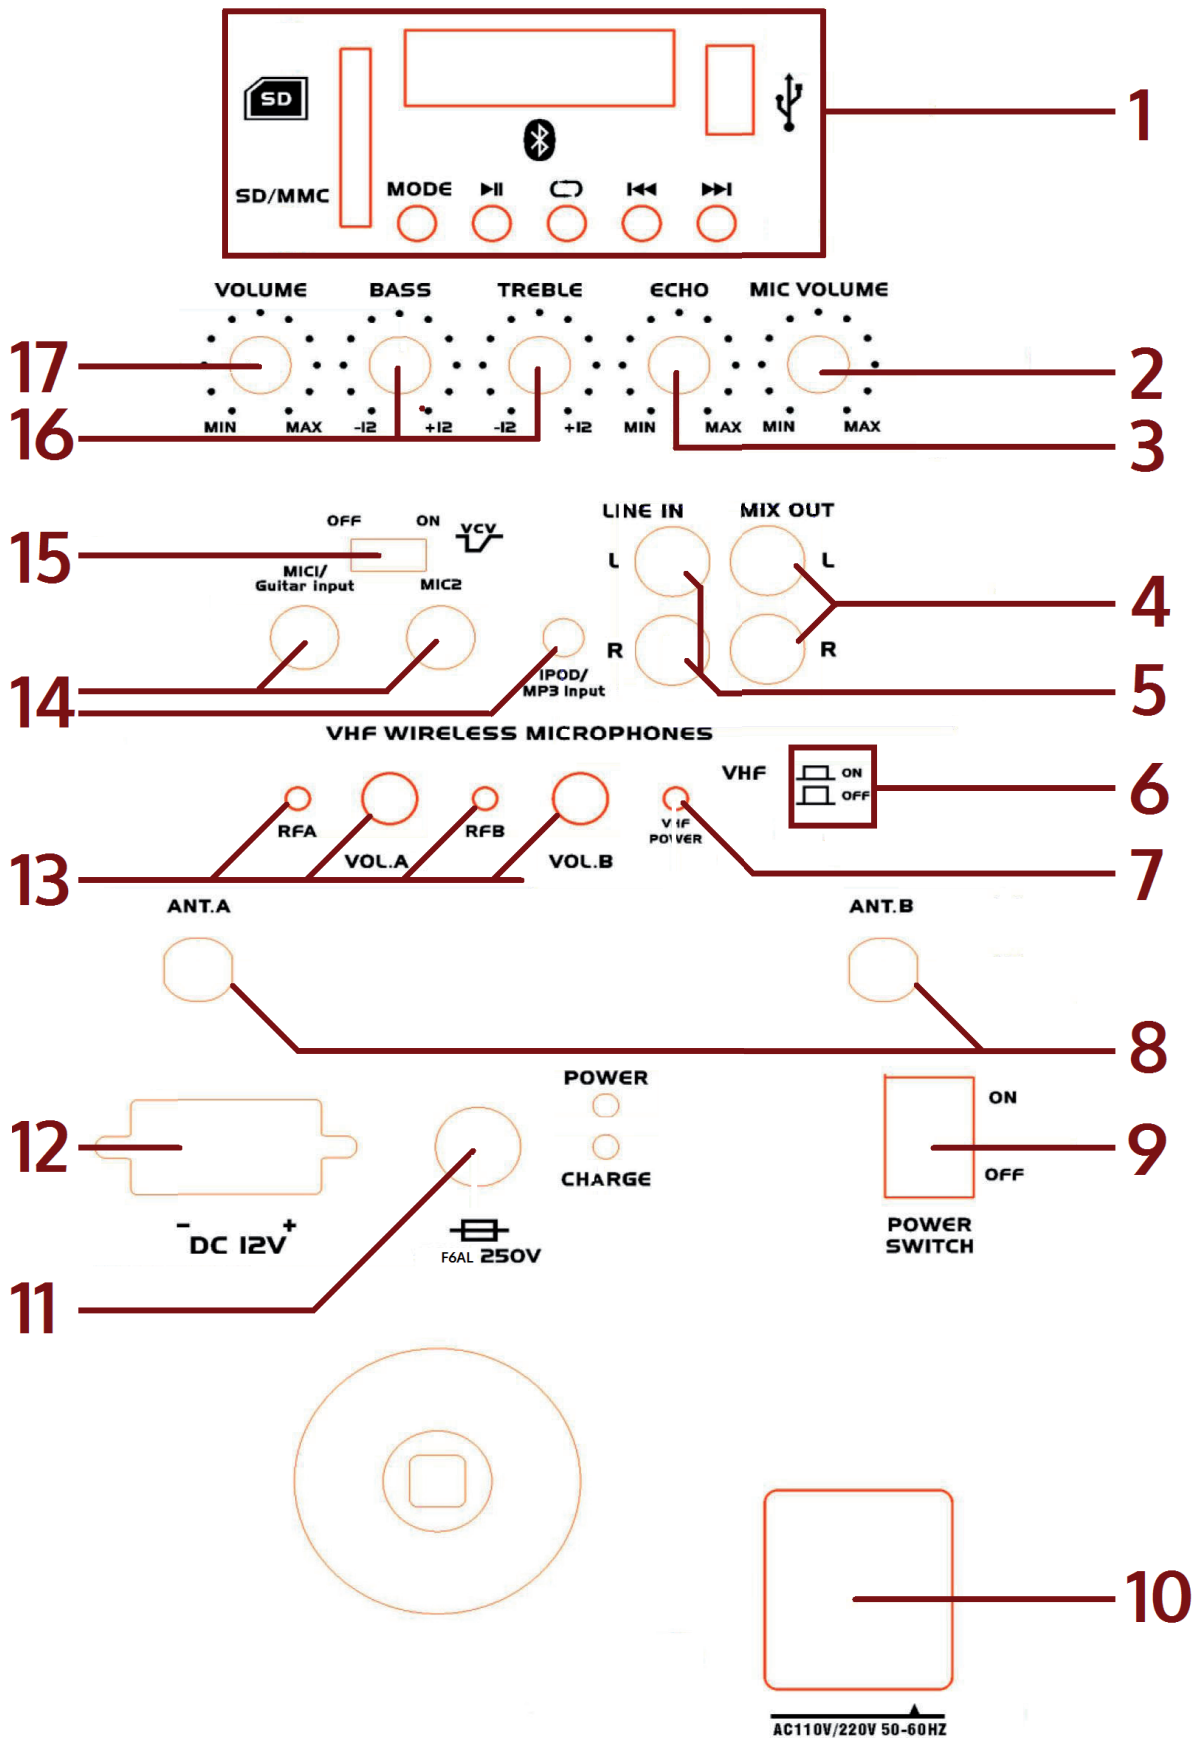 SD
1
SD/MMC
MODE
VOLUME BASS TREBLE ECHO MIC VOLUME
17
2
16
MIN MAX -12 +12 -12 +12 MIN MAX MIN MAX
3
LINE IN MIX OUT
OFF ON VCV
15
L L
MIC1/
Guitar input
MIC2
4
R R
IPOD/
MP3 Input
14
5
VHF WIRELESS MICROPHONES
VHF
ON
OFF
6
RFA RFB
VHF
POWER
VOL.A VOL.B
13
7
ANT.A ANT.B
8
POWER
ON
12
9
CHARGE
OFF
- +
DC 12V
F6AL 250V
POWER
SWITCH
11
10
AC110V/220V 50-60HZ